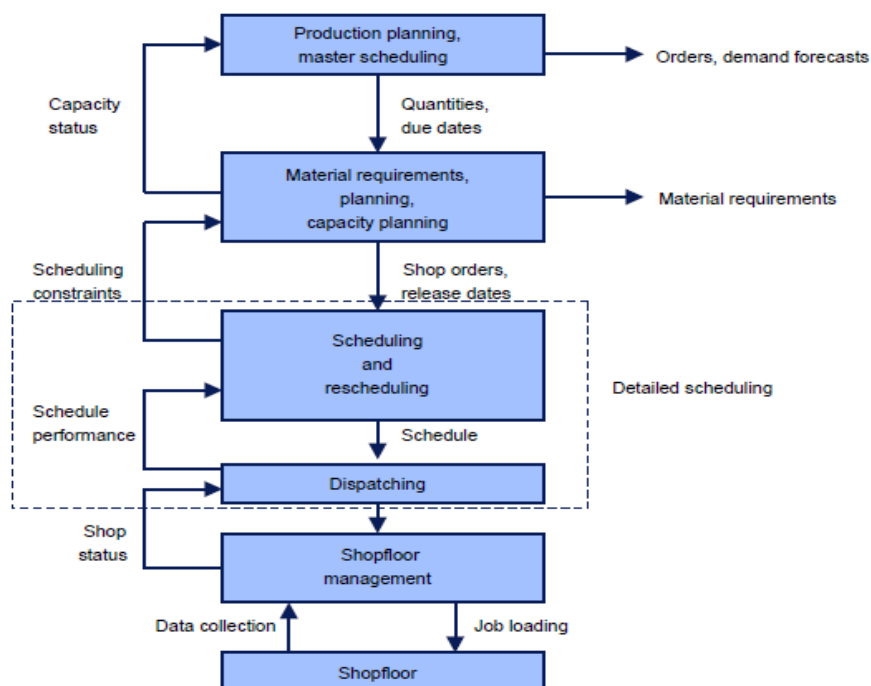 Production planning,
master scheduling
Orders, demand forecasts
Capacity
status
Quantities,
due dates
Material requirements,
planning,
capacity planning
Material requirements
Scheduling
constraints
Shop orders,
release dates
Scheduling
and
rescheduling
Detailed scheduling
Schedule
performance
Schedule
Dispatching
Shop
status
Shopfloor
management
Data collection
Job loading
Shopfloor